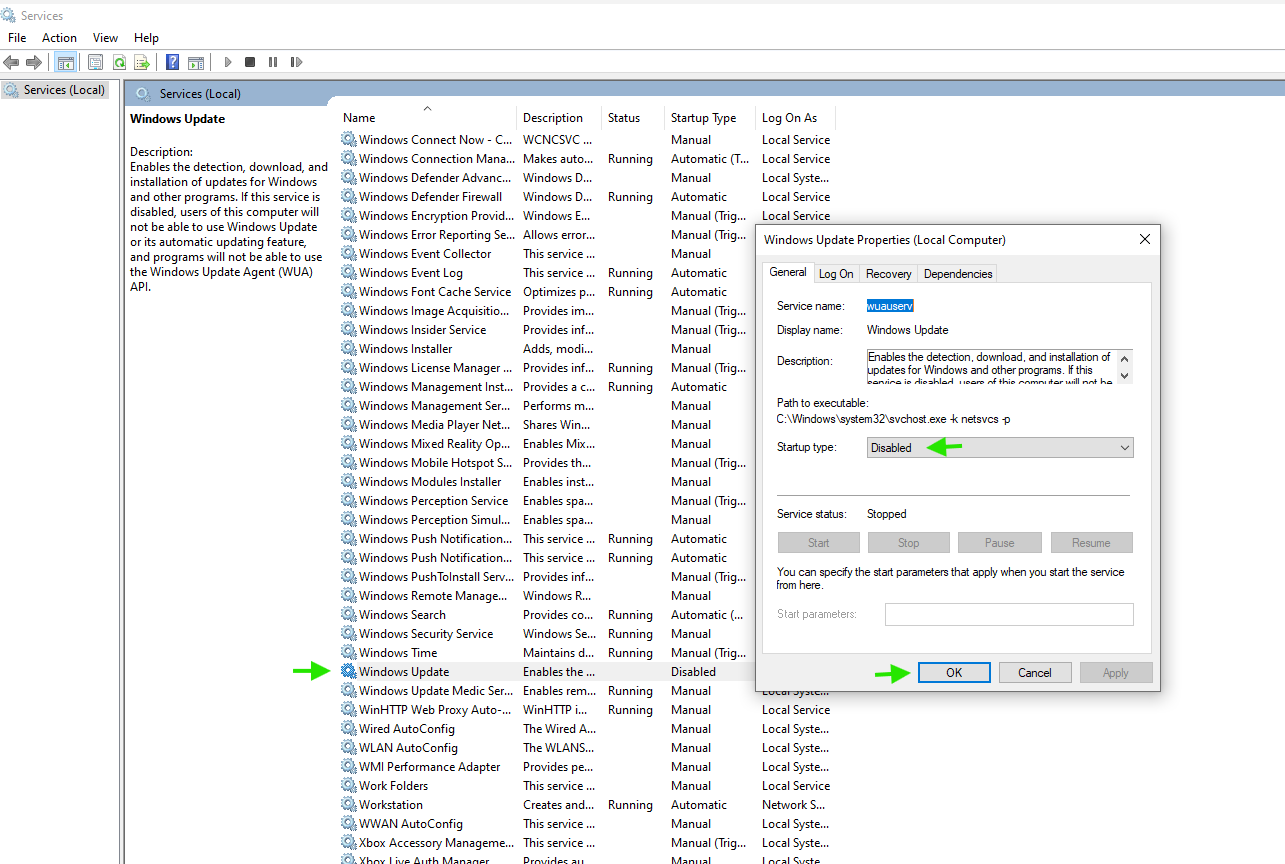 Services
File Action View Help
Services (Local)
Services (Local)
Windows Update
Description:
Enables the detection, download, and
installation of updates for Windows
and other programs. If this service is
disabled, users of this computer will
not be able to use Windows Update
or its automatic updating feature,
and programs will not be able to use
the Windows Update Agent (WUA)
API.
Name Description Status Startup Type Log On As
Windows Connect Now - C... WCNCSVC ... Manual Local Service
Windows Connection Mana... Makes auto... Running Automatic (T... Local Service
Windows Defender Advanc... Windows D... Manual Local Syste...
Windows Defender Firewall Windows D... Running Automatic Local Service
Windows Encryption Provid... Windows E... Manual (Trig... Local Service
Windows Error Reporting Se... Allows error... Manual (Trig...
Windows Event Collector This service ... Manual
Windows Event Log This service ... Running Automatic
Windows Font Cache Service Optimizes p... Running Automatic
Windows Image Acquisitio... Provides im... Manual (Trig...
Windows Insider Service Provides inf... Manual (Trig...
Windows Installer Adds, modi... Manual
Windows License Manager ... Provides inf... Running Manual (Trig...
Windows Management Inst... Provides a c... Running Automatic
Windows Management Ser... Performs m... Manual
Windows Media Player Net... Shares Win... Manual
Windows Mixed Reality Op... Enables Mix... Manual
Windows Mobile Hotspot S... Provides th... Manual (Trig...
Windows Modules Installer Enables inst... Manual
Windows Perception Service Enables spa... Manual (Trig...
Windows Perception Simul... Enables spa... Manual
Windows Push Notification... This service ... Running Automatic
Windows Push Notification... This service ... Running Automatic
Windows PushToInstall Serv... Provides inf... Manual (Trig...
Windows Remote Manage... Windows R... Manual
Windows Search Provides co... Running Automatic (...
Windows Security Service Windows Se... Running Manual
Windows Time Maintains d... Running Manual (Trig...
Windows Update Enables the ... Disabled
Windows Update Medic Ser... Enables rem... Running Manual Local Syste...
WinHTTP Web Proxy Auto-... WinHTTP i... Running Manual Local Service
Wired AutoConfig The Wired A... Manual Local Syste...
WLAN AutoConfig The WLANS... Manual Local Syste...
WMI Performance Adapter Provides pe... Manual Local Syste...
Work Folders This service ... Manual Local Service
Workstation Creates and... Running Automatic Network S...
WWAN AutoConfig This service ... Manual Local Syste...
Xbox Accessory Manageme... This service ... Manual (Trig... Local Syste...
Xbox Live Auth Manager Provides au... Manual Local Syste...
Windows Update Properties (Local Computer)
General Log On Recovery Dependencies
Service name: wuauserv
Display name: Windows Update
Description: Enables the detection, download, and installation of
updates for Windows and other programs. If this
service is disabled, users of this computer will not be
Path to executable:
C:\Windows\system32\svchost.exe -k netsvcs -p
Startup type: Disabled
Service status: Stopped
Start Stop Pause Resume
You can specify the start parameters that apply when you start the service
from here.
Start parameters:
OK Cancel Apply